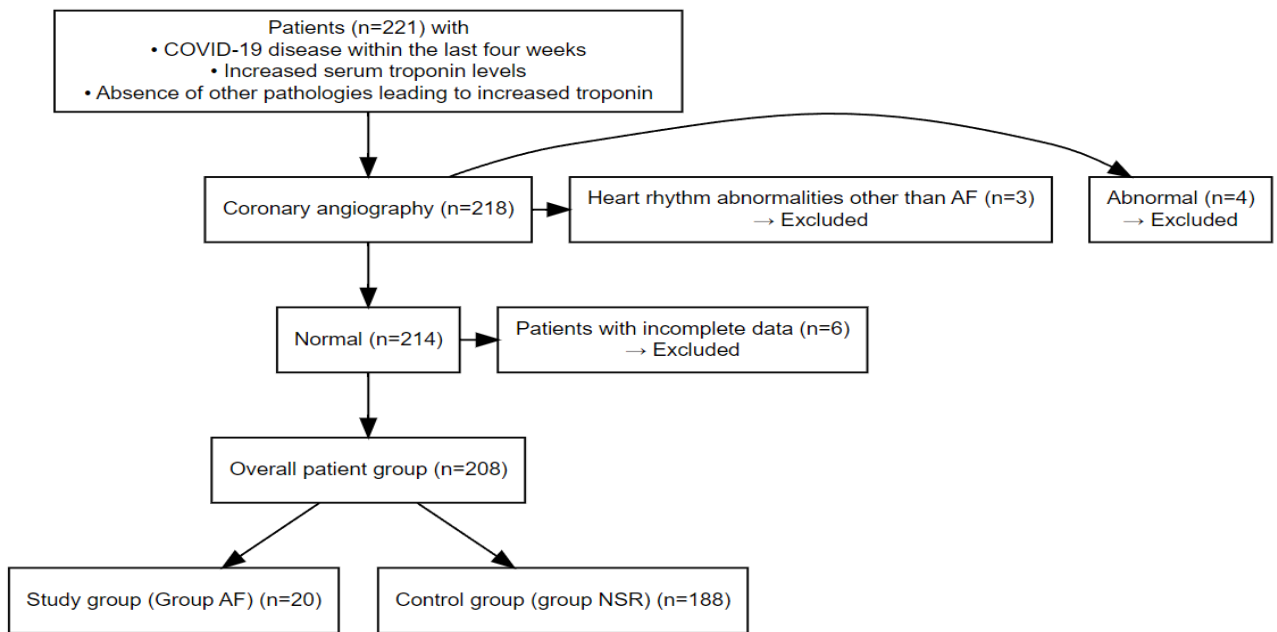 Patients (n=221) with
• COVID-19 disease within the last four weeks
• Increased serum troponin levels
• Absence of other pathologies leading to increased troponin
Coronary angiography (n=218)
Heart rhythm abnormalities other than AF (n=3)
→ Excluded
Abnormal (n=4)
→ Excluded
Normal (n=214)
Patients with incomplete data (n=6)
→ Excluded
Overall patient group (n=208)
Study group (Group AF) (n=20)
Control group (group NSR) (n=188)